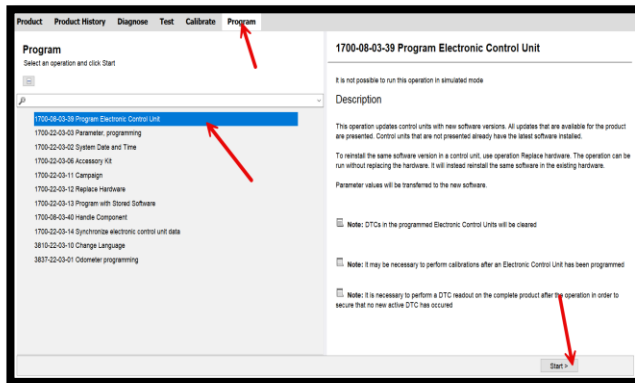 Product Product History Diagnose Test Calibrate Program
Program
Select an operation and click Start
1700-08-03-39 Program Electronic Control Unit
1700-22-03-03 Parameter, programming
1700-22-03-02 System Date and Time
1700-22-03-06 Accessory Kit
1700-22-03-11 Campaign
1700-22-03-12 Replace Hardware
1700-22-03-13 Program with Stored Software
1700-08-03-40 Handle Component
1700-22-03-14 Synchronize electronic control unit data
3810-22-03-10 Change Language
3837-22-03-01 Odometer programming
1700-08-03-39 Program Electronic Control Unit
It is not possible to run this operation in simulated mode
Description
This operation updates control units with new software versions. All updates that are available for the product
are presented. Control units that are not presented already have the latest software installed.
To reinstall the same software version in a control unit, use operation Replace hardware. The operation can be
run without replacing the hardware. It will instead reinstall the same software in the existing hardware.
Parameter values will be transferred to the new software.
Note: DTCs in the programmed Electronic Control Units will be cleared
Note: It may be necessary to perform calibrations after an Electronic Control Unit has been programmed
Note: It is necessary to perform a DTC readout on the complete product after the operation in order to
secure that no new active DTC has occured
Start »